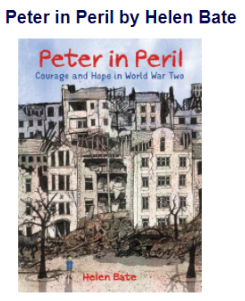 Peter in Peril by Helen Bate
Peter in Peril
Courage and Hope in World War Two
Helen Bate